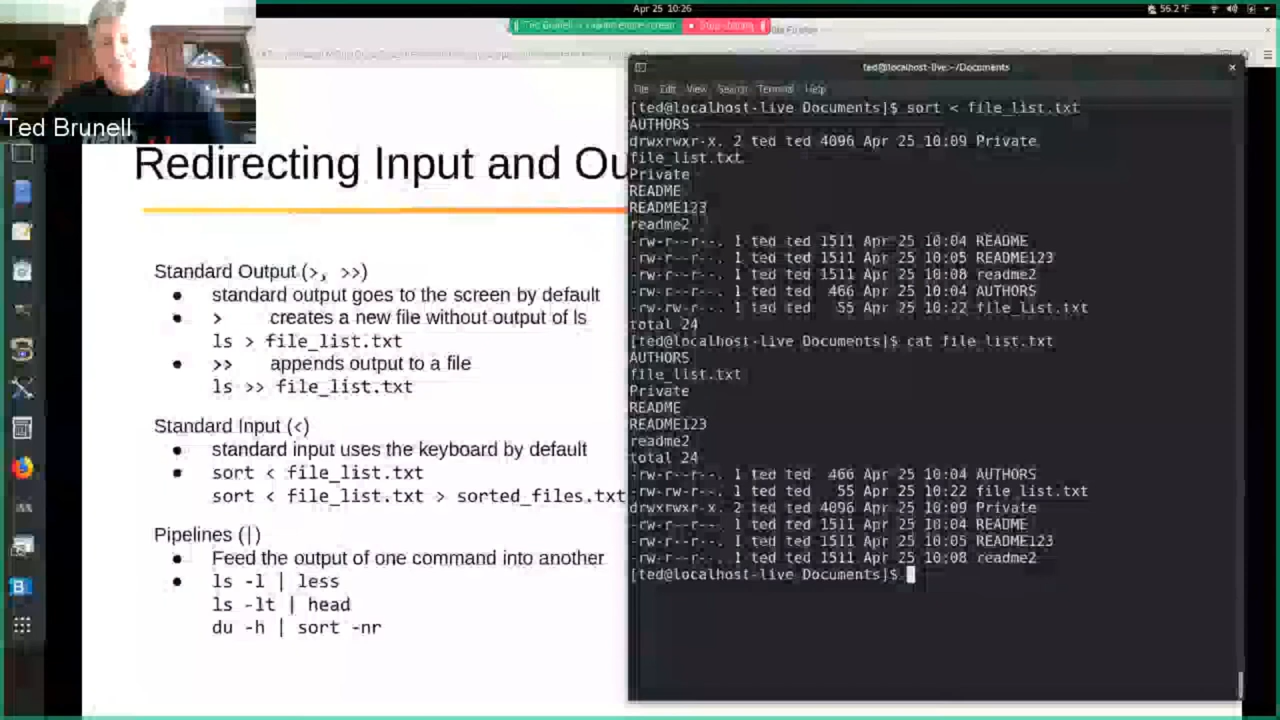 Apr 25 10:26
56.2 °F
Ted Brunell
Stop sharing
Redirecting Input and Ou
Standard Output (>, >>)
● standard output goes to the screen by default
● > creates a new file without output of ls
ls > file_list.txt
● >> appends output to a file
ls >> file_list.txt
Standard Input (<)
● standard input uses the keyboard by default
● sort < file_list.txt
sort < file_list.txt > sorted_files.txt
Pipelines (|)
● Feed the output of one command into another
● ls -l | less
ls -lt | head
du -h | sort -nr
ted@localhost-live:~/Documents
File Edit View Search Terminal Help
[ted@localhost-live Documents]$ sort < file_list.txt
AUTHORS
drwxrwxr-x. 2 ted ted 4096 Apr 25 10:09 Private
file_list.txt
Private
README
README123
readme2
-rw-r--r--. 1 ted ted 1511 Apr 25 10:04 README
-rw-r--r--. 1 ted ted 1511 Apr 25 10:05 README123
-rw-r--r--. 1 ted ted 1511 Apr 25 10:08 readme2
-rw-r--r--. 1 ted ted  466 Apr 25 10:04 AUTHORS
-rw-r--r--. 1 ted ted   55 Apr 25 10:22 file_list.txt
total 24
[ted@localhost-live Documents]$ cat file_list.txt
AUTHORS
file_list.txt
Private
README
README123
readme2
total 24
-rw-r--r--. 1 ted ted  466 Apr 25 10:04 AUTHORS
-rw-r--r--. 1 ted ted   55 Apr 25 10:22 file_list.txt
drwxrwxr-x. 2 ted ted 4096 Apr 25 10:09 Private
-rw-r--r--. 1 ted ted 1511 Apr 25 10:04 README
-rw-r--r--. 1 ted ted 1511 Apr 25 10:05 README123
-rw-r--r--. 1 ted ted 1511 Apr 25 10:08 readme2
[ted@localhost-live Documents]$